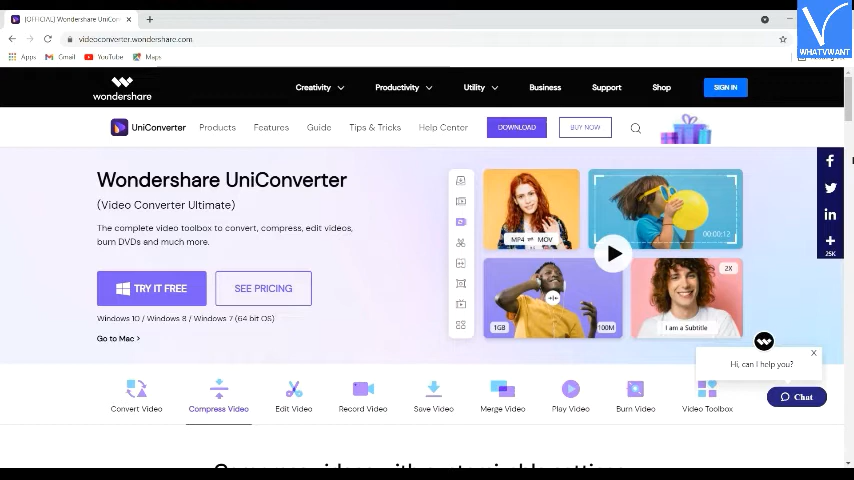 [OFFICIAL] Wondershare UniCon
videoconverter.wondershare.com
Apps Gmail YouTube Maps
WHATVWANT
wondershare
Creativity Productivity Utility Business Support Shop SIGN IN
UniConverter Products Features Guide Tips & Tricks Help Center DOWNLOAD BUY NOW
Wondershare UniConverter
(Video Converter Ultimate)
The complete video toolbox to convert, compress, edit videos,
burn DVDs and much more.
TRY IT FREE SEE PRICING
Windows 10 / Windows 8 / Windows 7 (64 bit OS)
Go to Mac >
MP4 MOV
00:00:12
1GB 100M
2X
I am a Subtitle
25K
Hi, can I help you?
X
Chat
Convert Video Compress Video Edit Video Record Video Save Video Merge Video Play Video Burn Video Video Toolbox